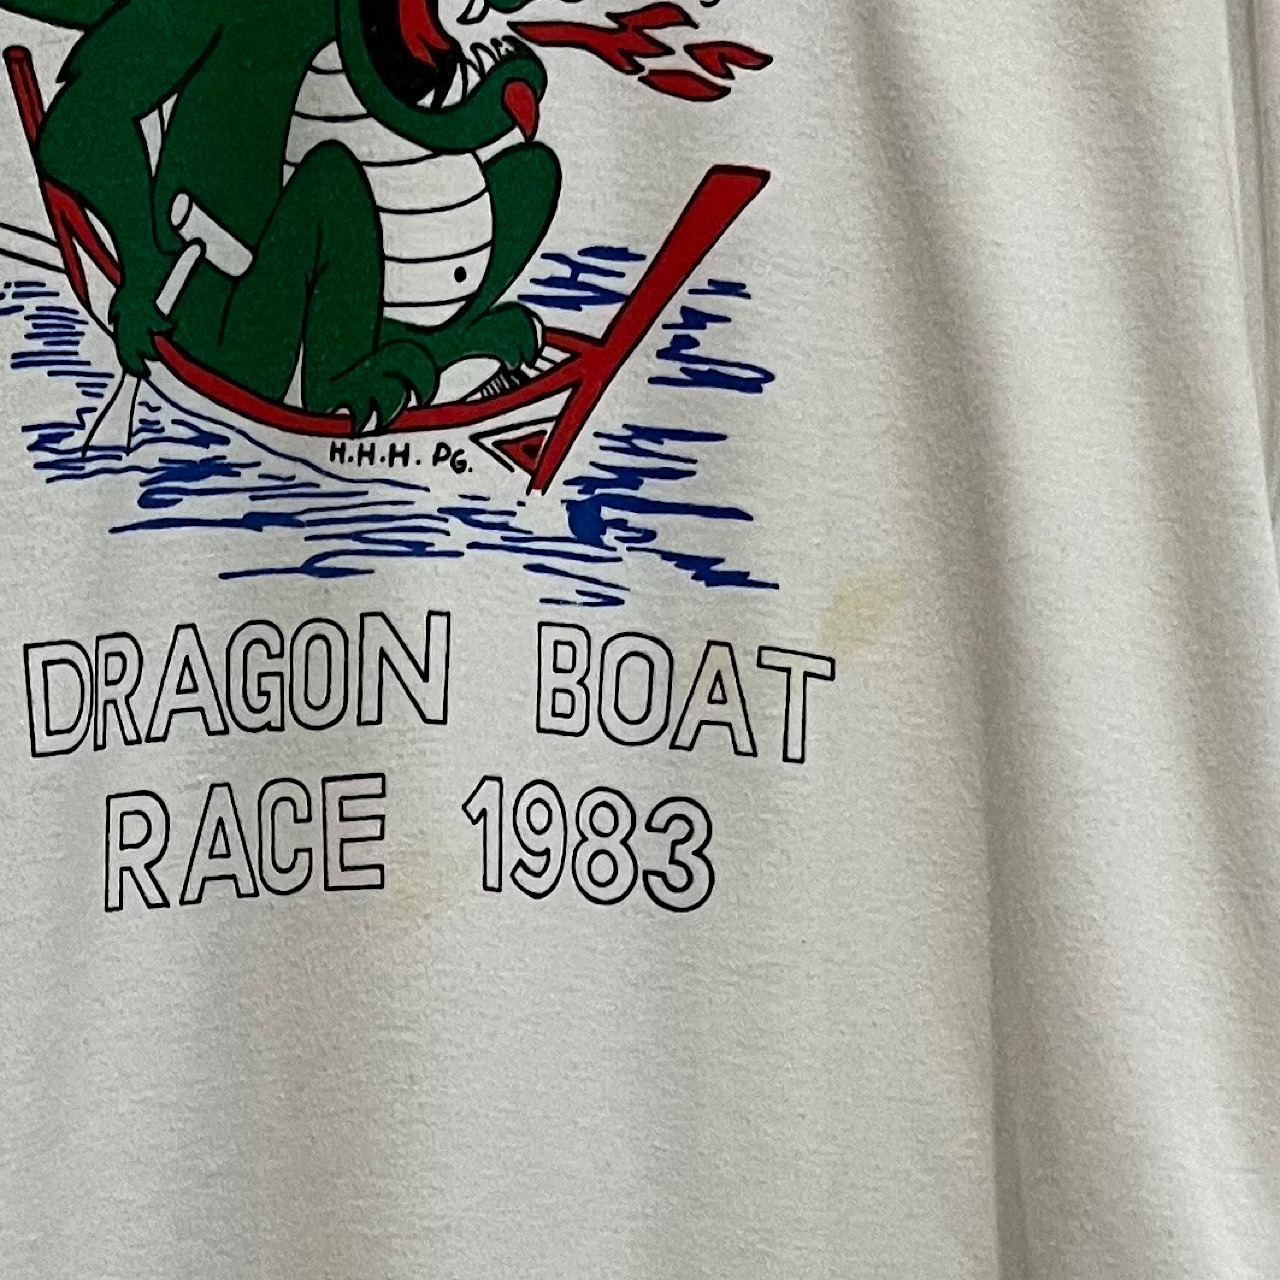 H.H.H. PG.
DRAGON BOAT
RACE 1983